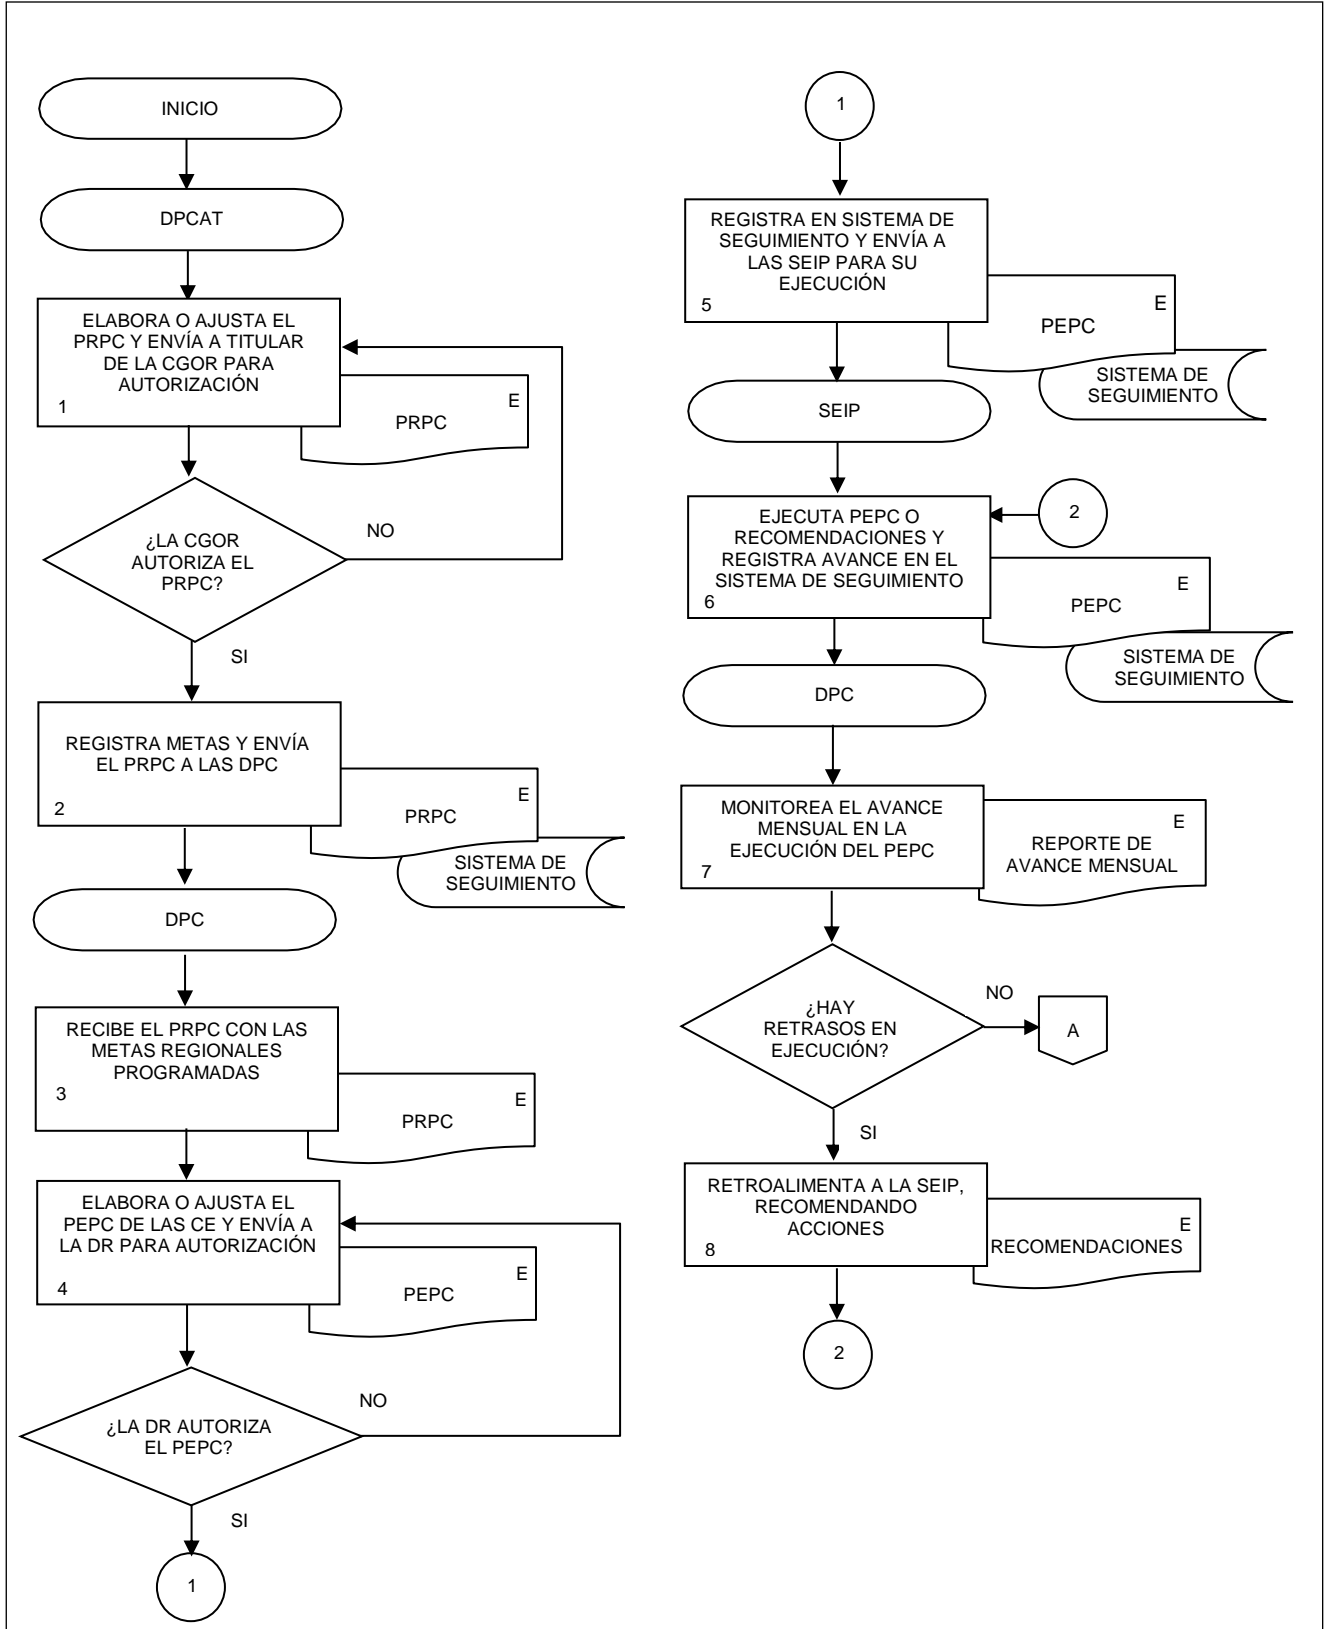 INICIO
DPCAT
ELABORA O AJUSTA EL
PRPC Y ENVÍA A TITULAR
DE LA CGOR PARA
AUTORIZACIÓN
1
E
PRPC
¿LA CGOR
AUTORIZA EL
PRPC?
NO
SI
REGISTRA METAS Y ENVÍA
EL PRPC A LAS DPC
2
E
PRPC
SISTEMA DE
SEGUIMIENTO
DPC
RECIBE EL PRPC CON LAS
METAS REGIONALES
PROGRAMADAS
3
E
PRPC
ELABORA O AJUSTA EL
PEPC DE LAS CE Y ENVÍA A
LA DR PARA AUTORIZACIÓN
4
E
PEPC
¿LA DR AUTORIZA
EL PEPC?
NO
SI
1
1
REGISTRA EN SISTEMA DE
SEGUIMIENTO Y ENVÍA A
LAS SEIP PARA SU
EJECUCIÓN
5
E
PEPC
SISTEMA DE
SEGUIMIENTO
SEIP
2
EJECUTA PEPC O
RECOMENDACIONES Y
REGISTRA AVANCE EN EL
SISTEMA DE SEGUIMIENTO
6
E
PEPC
SISTEMA DE
SEGUIMIENTO
DPC
MONITOREA EL AVANCE
MENSUAL EN LA
EJECUCIÓN DEL PEPC
7
E
REPORTE DE
AVANCE MENSUAL
¿HAY
RETRASOS EN
EJECUCIÓN?
NO
A
SI
RETROALIMENTA A LA SEIP,
RECOMENDANDO
ACCIONES
8
E
RECOMENDACIONES
2